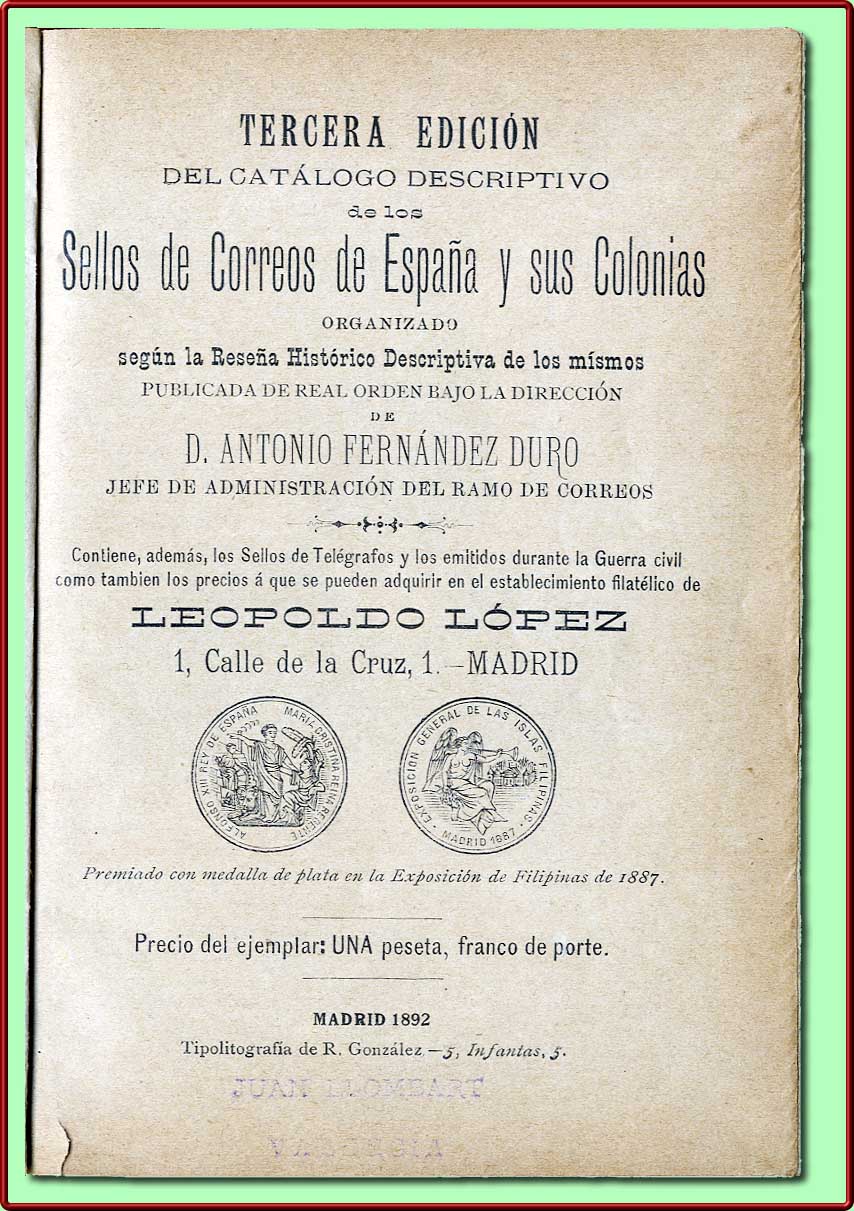 TERCERA EDICIÓN
DEL CATÁLOGO DESCRIPTIVO
de los
Sellos de Correos de España y sus Colonias
ORGANIZADO
según la Reseña Histórico Descriptiva de los mísmos
PUBLICADA DE REAL ORDEN BAJO LA DIRECCIÓN
DE
D. ANTONIO FERNÁNDEZ DURO
JEFE DE ADMINISTRACIÓN DEL RAMO DE CORREOS
Contiene, además, los Sellos de Telégrafos y los emitidos durante la Guerra civil
como tambien los precios á que se pueden adquirir en el establecimiento filatélico de
LEOPOLDO LÓPEZ
1, Calle de la Cruz, 1.—MADRID
ALFONSO XIII REY DE ESPAÑA MARIA CRISTINA REINA REGENTE
EXPOSICIÓN GENERAL DE LAS ISLAS FILIPINAS · MADRID 1887 ·
Premiado con medalla de plata en la Exposición de Filipinas de 1887.
Precio del ejemplar: UNA peseta, franco de porte.
MADRID 1892
Tipolitografía de R. González,—5, Infantas, 5.
JUAN LLOMBART